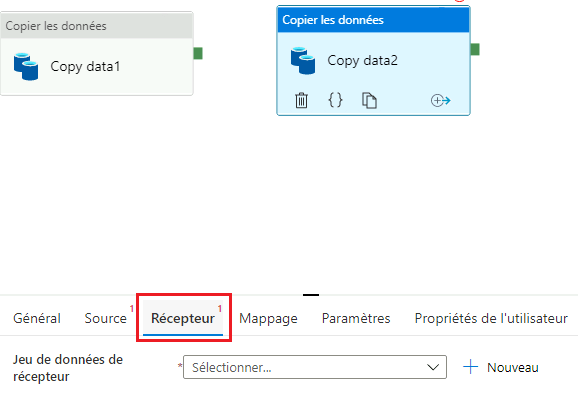 Copier les données
Copy data1
Copier les données
Copy data2
Général
Source 1
Récepteur 1
Mappage
Paramètres
Propriétés de l'utilisateur
Jeu de données de
récepteur
* Sélectionner...
Nouveau